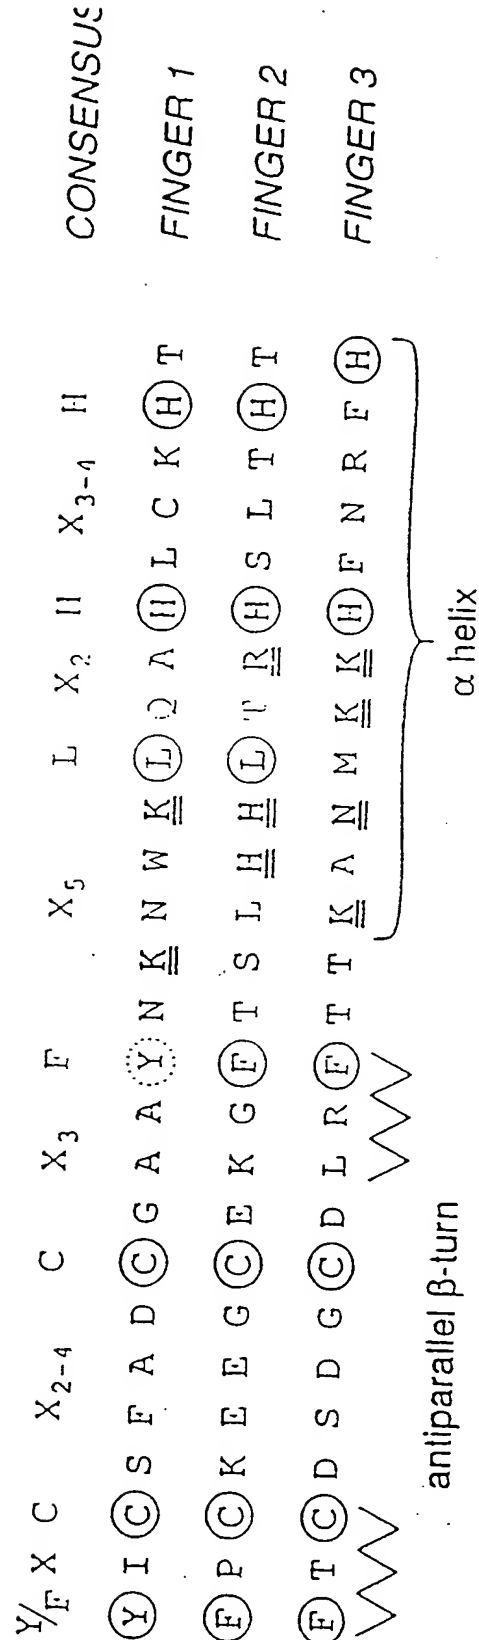 CONSENSUS Y/F X C X2-4 C X3 F X5 L X2 H X3-4 H
FINGER 1 Y I C S F A D C G A A Y N K N W K L Q A H L C K H T
FINGER 2 F P C K E E G C E K G F T S L H H L T R H S L T H T
FINGER 3 F T C D S D G C D L R F T T K A N M K K H F N R F H
antiparallel β-turn
α helix